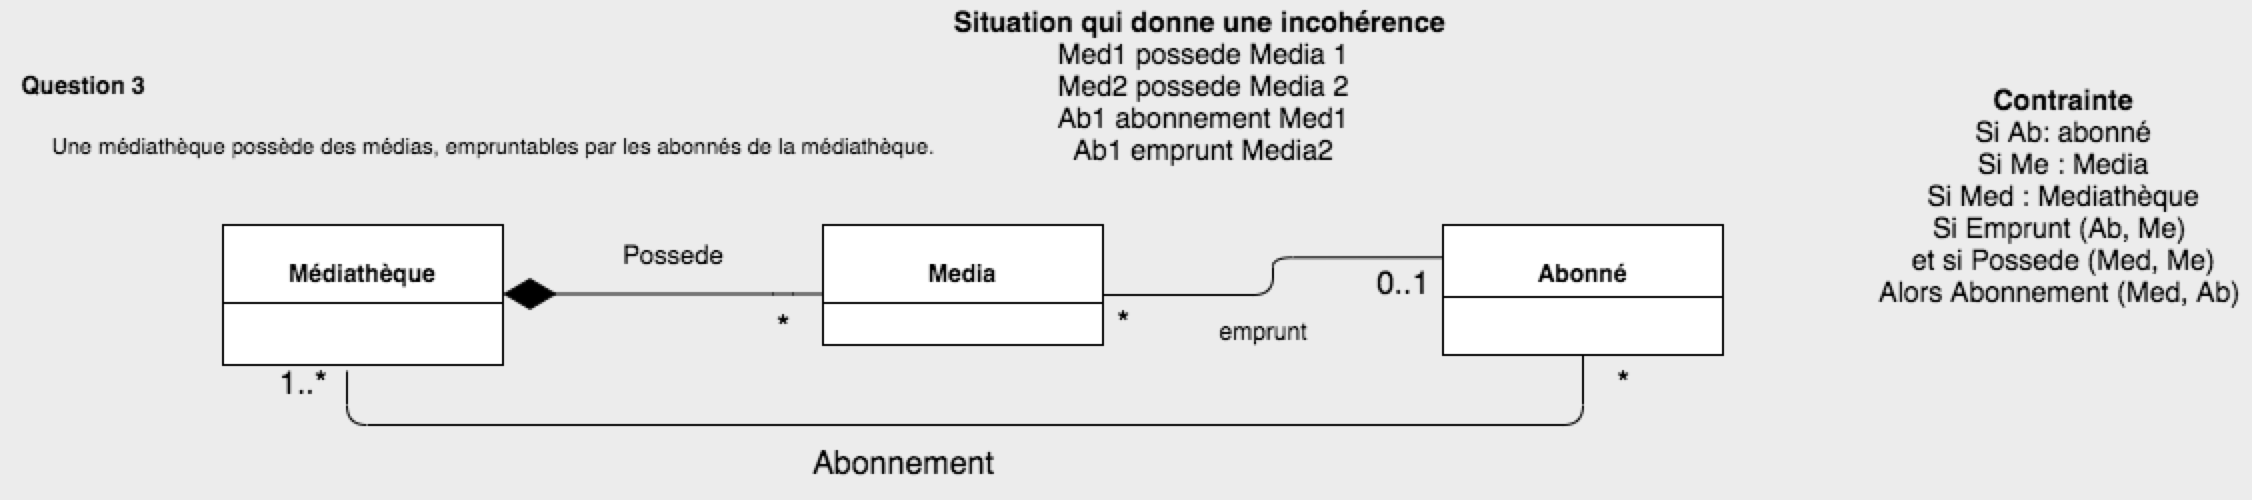 Situation qui donne une incohérence
Med1 possede Media 1
Med2 possede Media 2
Ab1 abonnement Med1
Ab1 emprunt Media2
Question 3
Une médiathèque possède des médias, empruntables par les abonnés de la médiathèque.
Contrainte
Si Ab: abonné
Si Me : Media
Si Med : Mediathèque
Si Emprunt (Ab, Me)
et si Possede (Med, Me)
Alors Abonnement (Med, Ab)
Médiathèque
Possede
*
Media
*
emprunt
0..1
Abonné
1..*
*
Abonnement